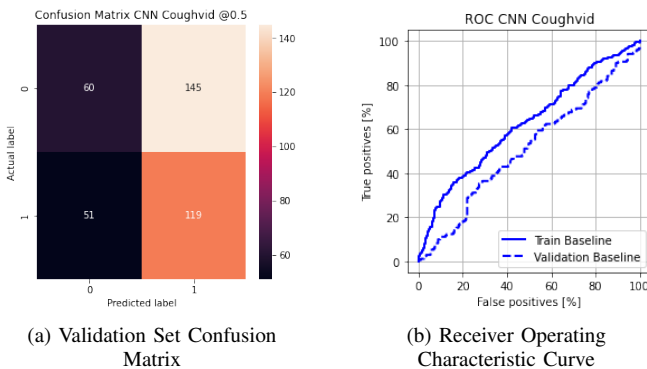 Confusion Matrix CNN Coughvid @0.5
Actual label
0
1
60
145
51
119
0
1
Predicted label
140
120
100
80
60
(a) Validation Set Confusion
Matrix
ROC CNN Coughvid
True positives [%]
100
80
60
40
20
0
Train Baseline
Validation Baseline
0
20
40
60
80
100
False positives [%]
(b) Receiver Operating
Characteristic Curve